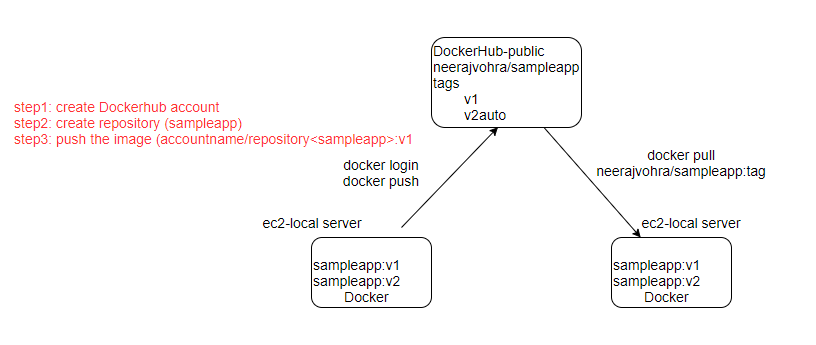 DockerHub-public
neerajvohra/sampleapp
tags
v1
v2auto
step1: create Dockerhub account
step2: create repository (sampleapp)
step3: push the image (accountname/repository<sampleapp>:v1
docker login
docker push
docker pull
neerajvohra/sampleapp:tag
ec2-local server
sampleapp:v1
sampleapp:v2
Docker
ec2-local server
sampleapp:v1
sampleapp:v2
Docker